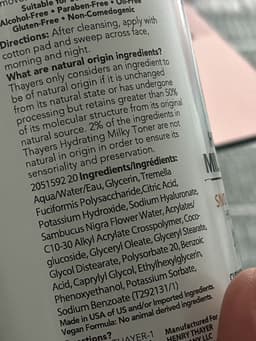 Suitable for
Alcohol-Free • Paraben-Free • Oil-Free
Gluten-Free • Non-Comedogenic
Directions: After cleansing, apply with
cotton pad and sweep across face,
morning and night.
What are natural origin ingredients?
Thayers only considers an ingredient to
be of natural origin if it is unchanged
from its natural state or has undergone
processing but retains greater than 50%
of its molecular structure from its original
natural source. 2% of the ingredients in
Thayers Hydrating Milky Toner are not
natural in origin in order to ensure its
sensoriality and preservation.
2051592 20 Ingredients/Ingrédients:
Aqua/Water/Eau, Glycerin, Tremella
Fuciformis Polysaccharide, Citric Acid,
Potassium Hydroxide, Sodium Hyaluronate,
Sambucus Nigra Flower Water, Acrylates/
C10-30 Alkyl Acrylate Crosspolymer, Coco-
glucoside, Glyceryl Oleate, Glyceryl Stearate,
Glycol Distearate, Polysorbate 20, Benzoic
Acid, Caprylyl Glycol, Ethylhexylglycerin,
Phenoxyethanol, Potassium Sorbate,
Sodium Benzoate (T292131/1)
Made in USA of US and/or Imported Ingredients.
Vegan Formula: No animal derived ingredients.
Manufactured For
THAYER-1
HENRY THAYER